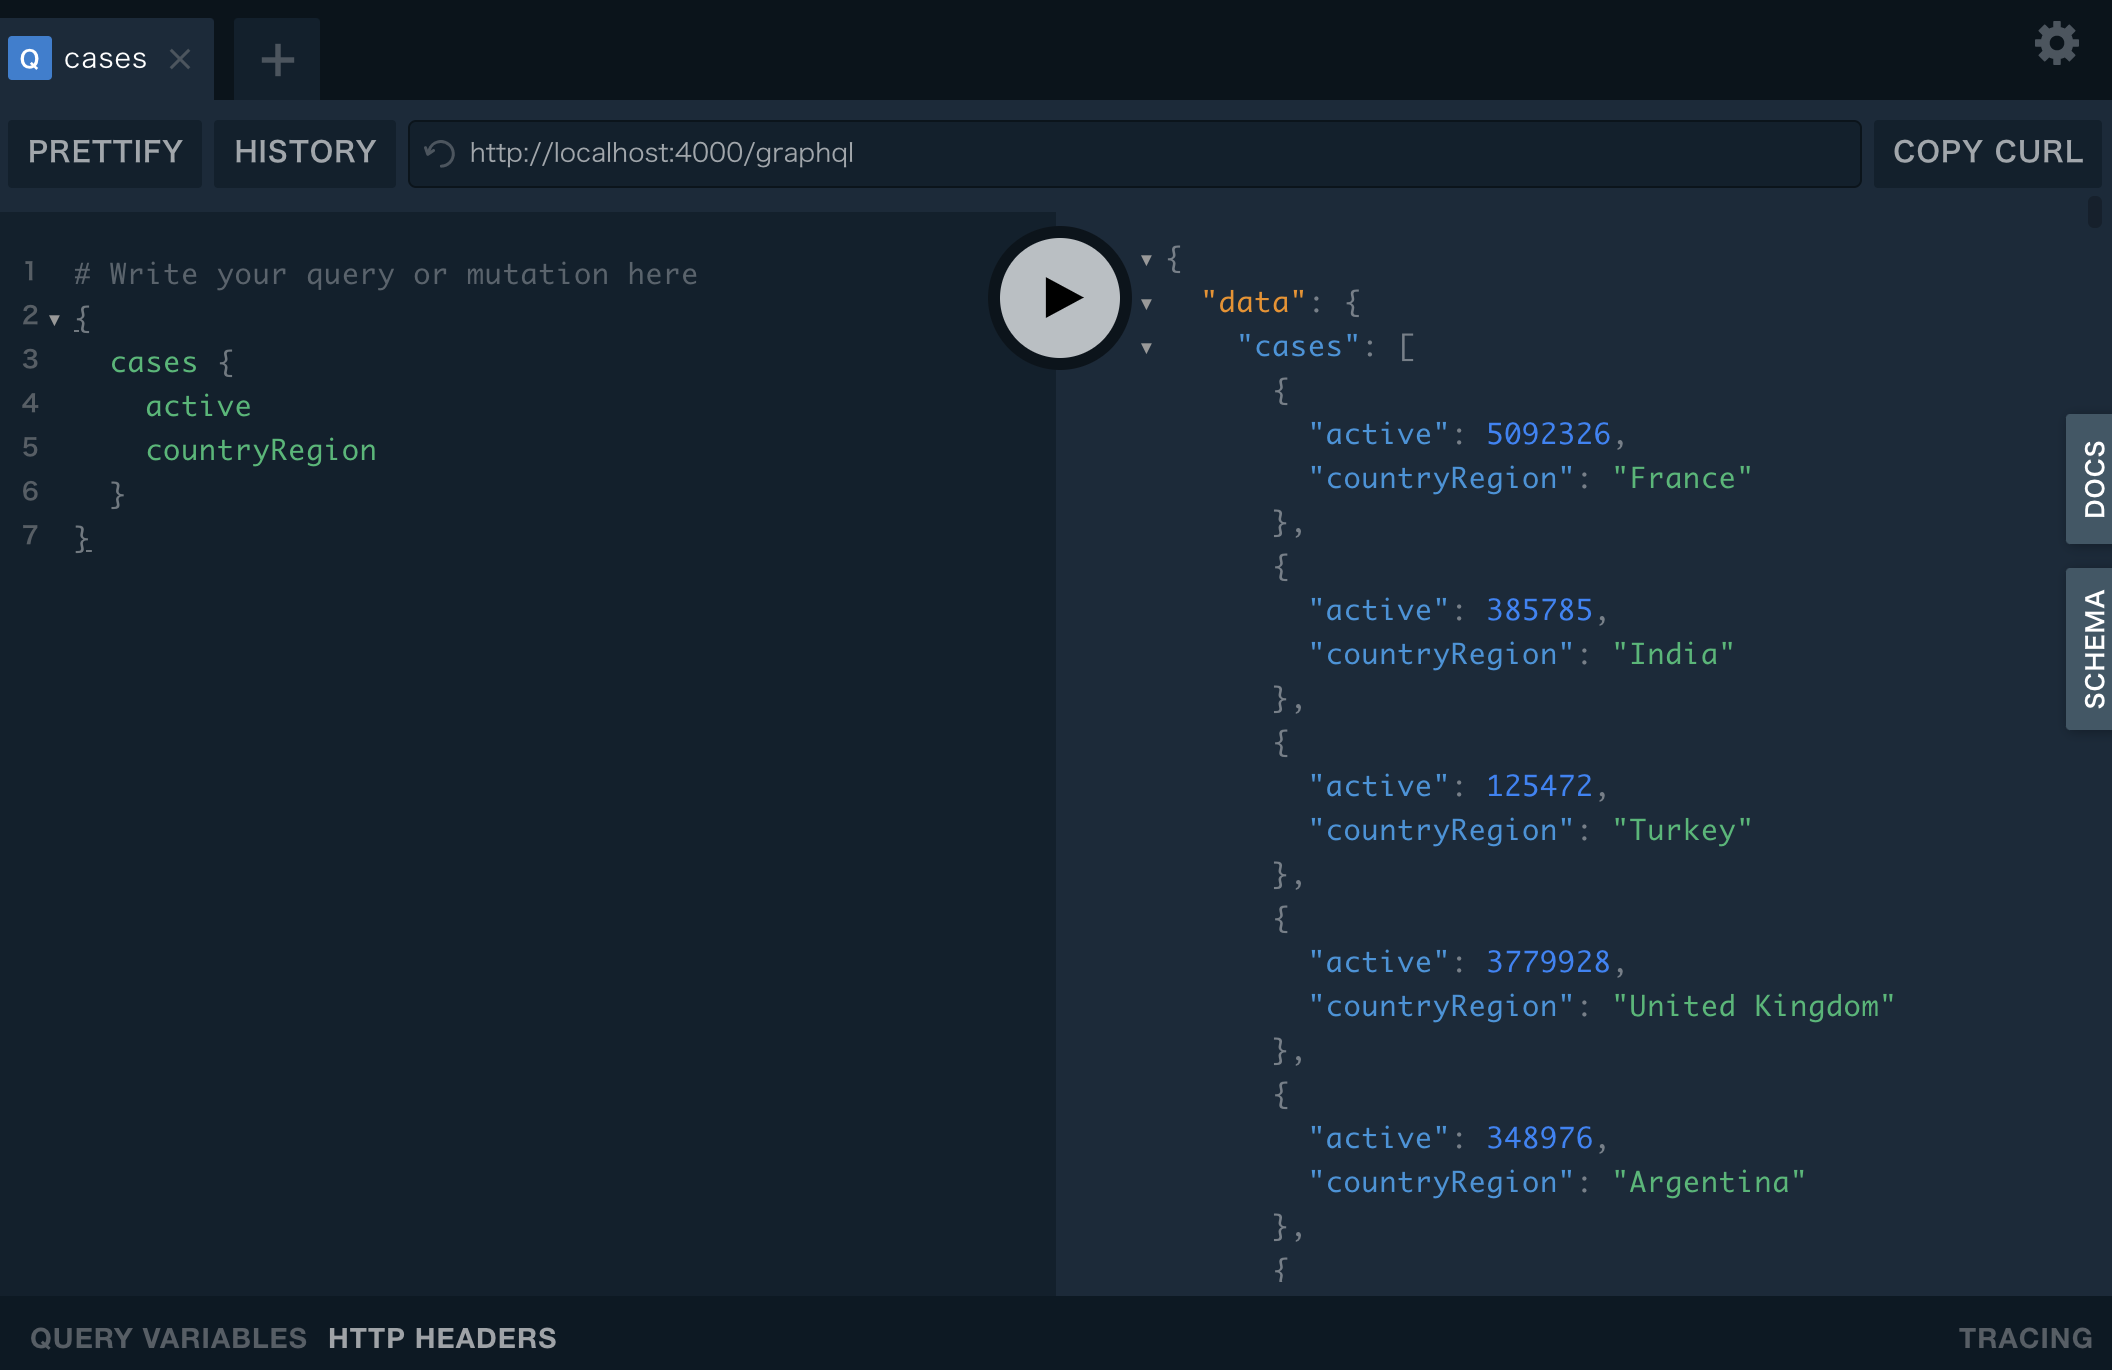 Q cases
PRETTIFY HISTORY http://localhost:4000/graphql COPY CURL
1 # Write your query or mutation here
2 {
3 cases {
4 active
5 countryRegion
6 }
7 }
{
"data": {
"cases": [
{
"active": 5092326,
"countryRegion": "France"
},
{
"active": 385785,
"countryRegion": "India"
},
{
"active": 125472,
"countryRegion": "Turkey"
},
{
"active": 3779928,
"countryRegion": "United Kingdom"
},
{
"active": 348976,
"countryRegion": "Argentina"
},
{
DOCS
SCHEMA
QUERY VARIABLES HTTP HEADERS TRACING